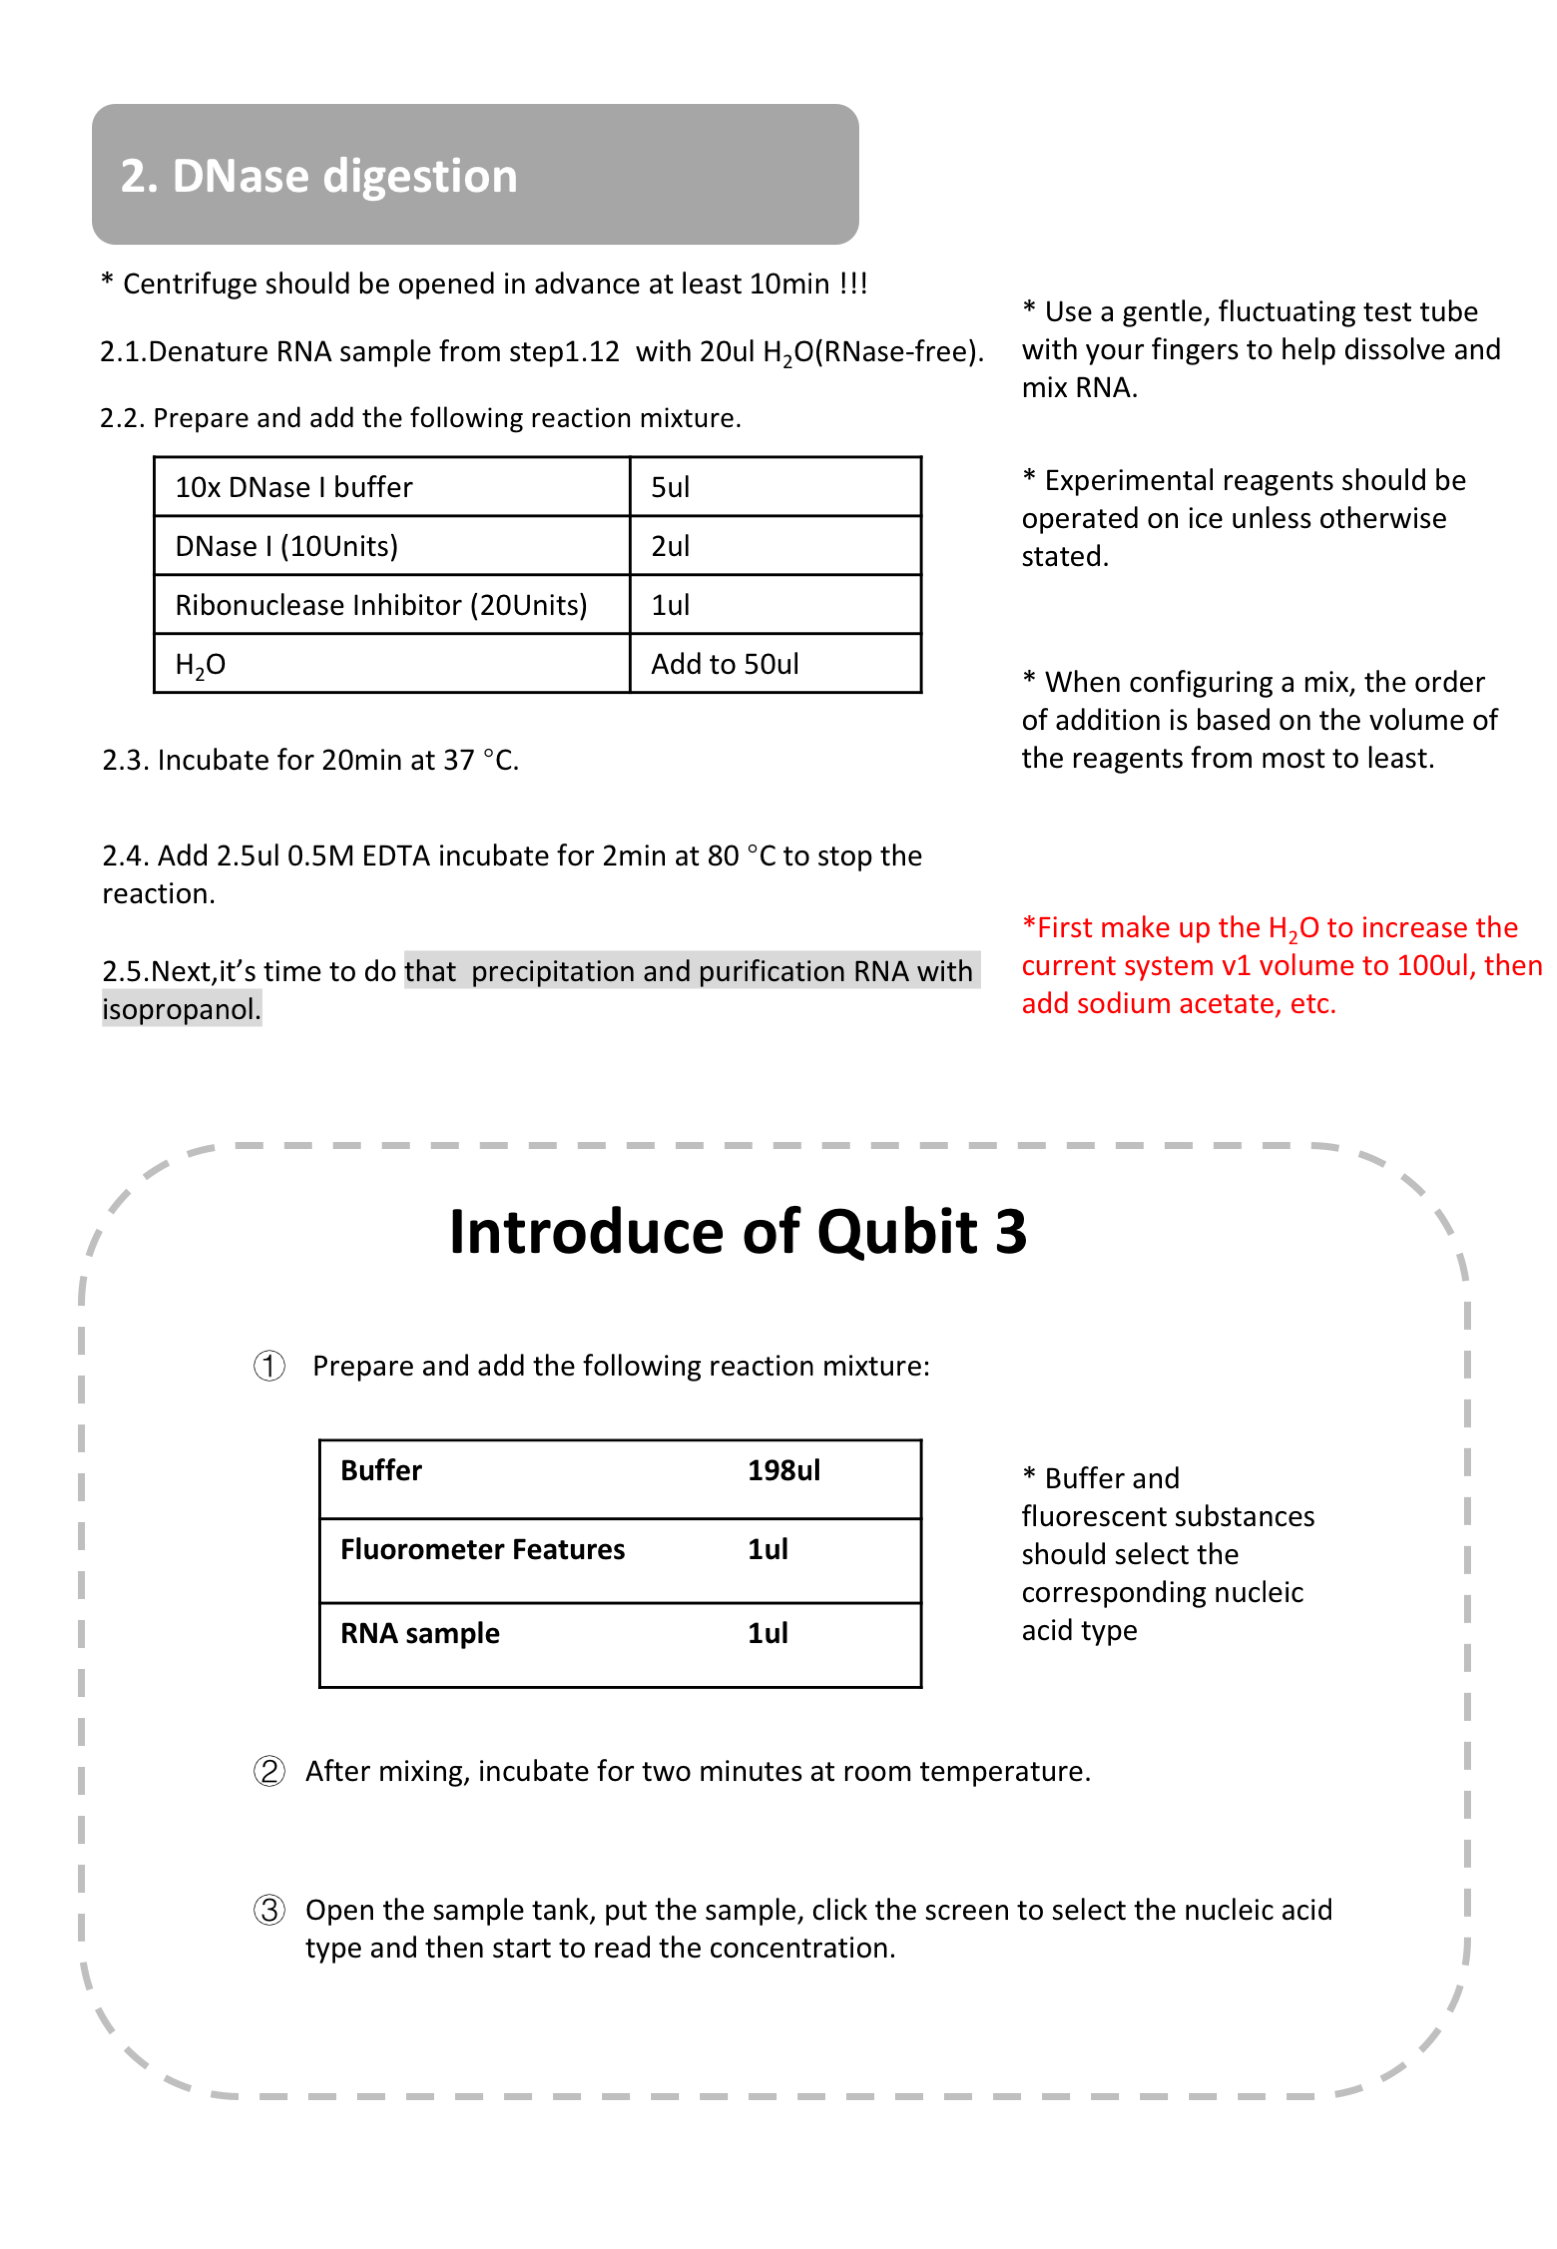 2. DNase digestion
* Centrifuge should be opened in advance at least 10min !!!
2.1.Denature RNA sample from step1.12  with 20ul H₂O(RNase-free).
* Use a gentle, fluctuating test tube
with your fingers to help dissolve and
mix RNA.
2.2. Prepare and add the following reaction mixture.
10x DNase I buffer 5ul
DNase I (10Units) 2ul
Ribonuclease Inhibitor (20Units) 1ul
H₂O Add to 50ul
* Experimental reagents should be
operated on ice unless otherwise
stated.
* When configuring a mix, the order
of addition is based on the volume of
the reagents from most to least.
2.3. Incubate for 20min at 37 °C.
2.4. Add 2.5ul 0.5M EDTA incubate for 2min at 80 °C to stop the
reaction.
2.5.Next,it’s time to do that  precipitation and purification RNA with
isopropanol.
*First make up the H₂O to increase the
current system v1 volume to 100ul, then
add sodium acetate, etc.
Introduce of Qubit 3
① Prepare and add the following reaction mixture:
Buffer 198ul
Fluorometer Features 1ul
RNA sample 1ul
* Buffer and
fluorescent substances
should select the
corresponding nucleic
acid type
② After mixing, incubate for two minutes at room temperature.
③ Open the sample tank, put the sample, click the screen to select the nucleic acid
type and then start to read the concentration.